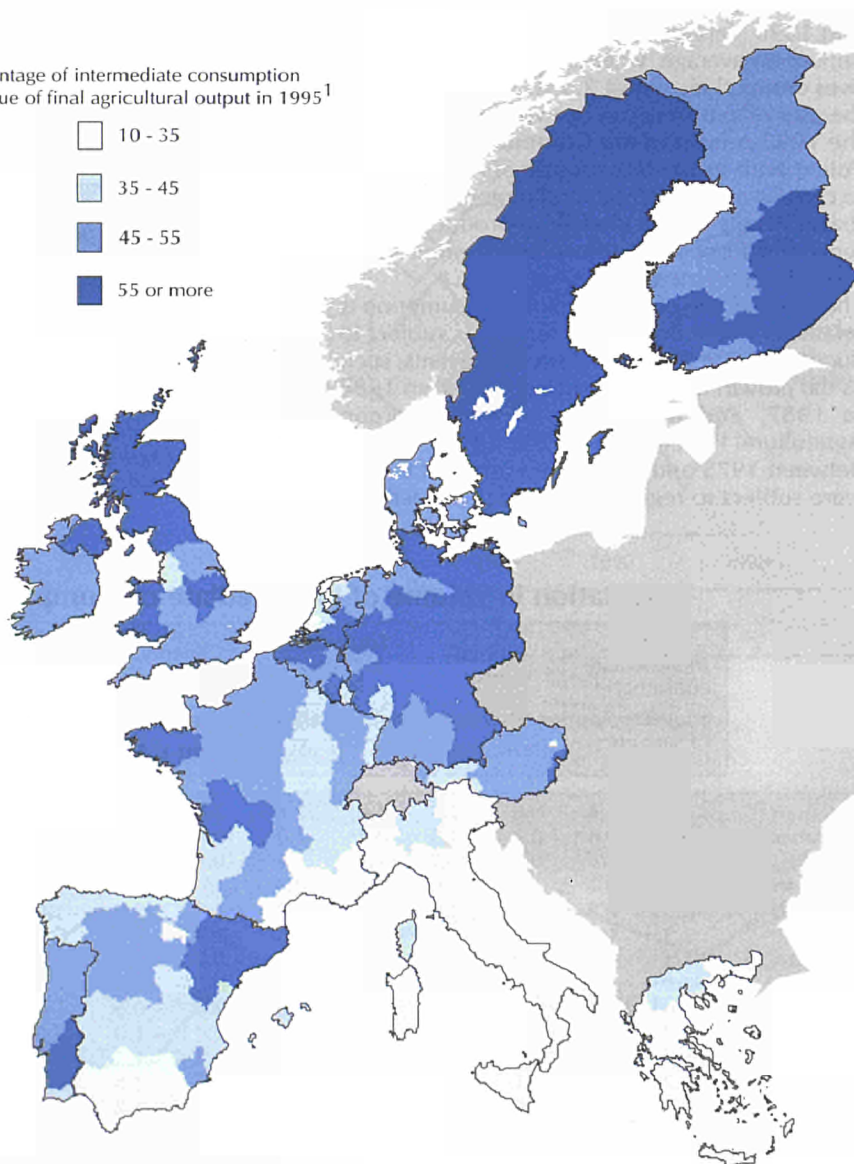 ntage of intermediate consumption
ue of final agricultural output in 1995¹
10 - 35
35 - 45
45 - 55
55 or more